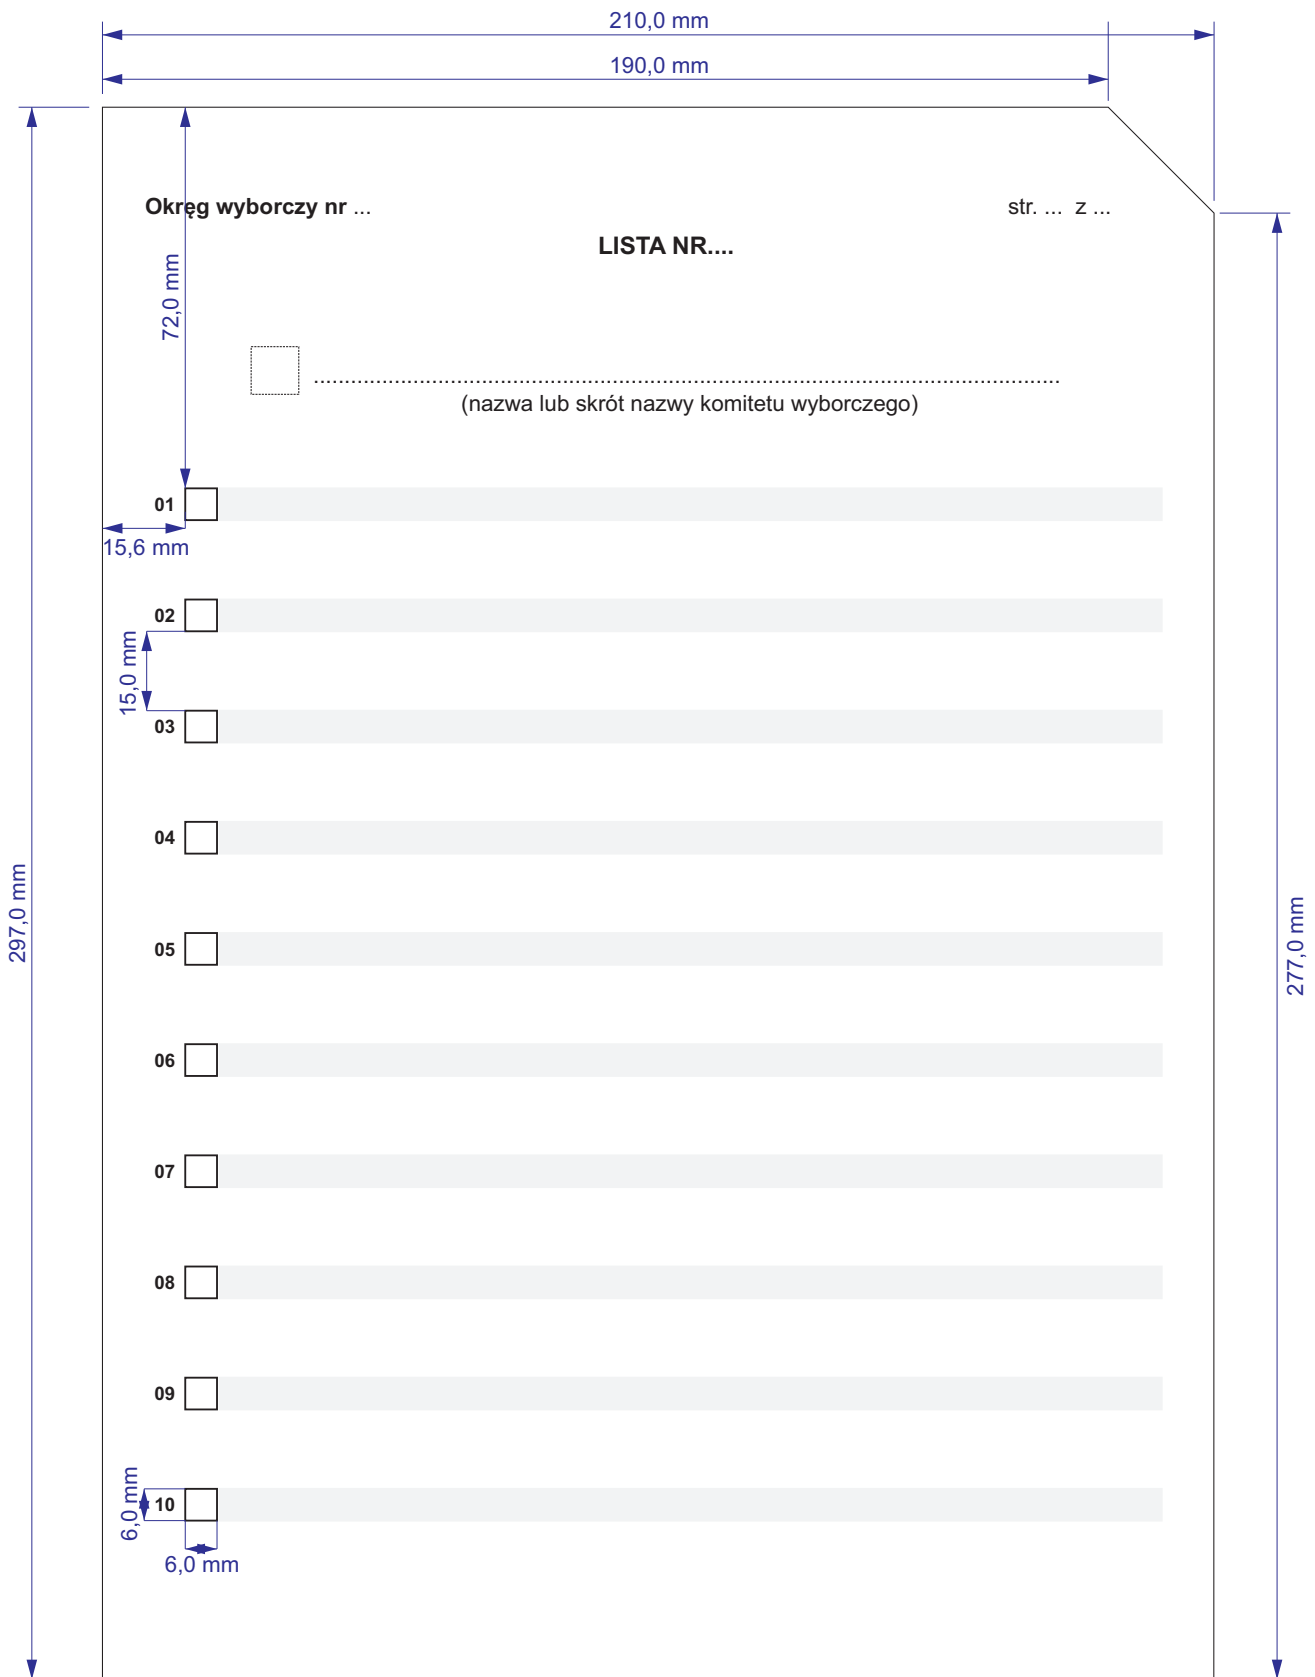 210,0 mm
190,0 mm
Okręg wyborczy nr ...
str. ... z ...
LISTA NR....
72,0 mm
................................................................................................................................
(nazwa lub skrót nazwy komitetu wyborczego)
01
15,6 mm
02
15,0 mm
03
04
297,0 mm
277,0 mm
05
06
07
08
09
6,0 mm
10
6,0 mm